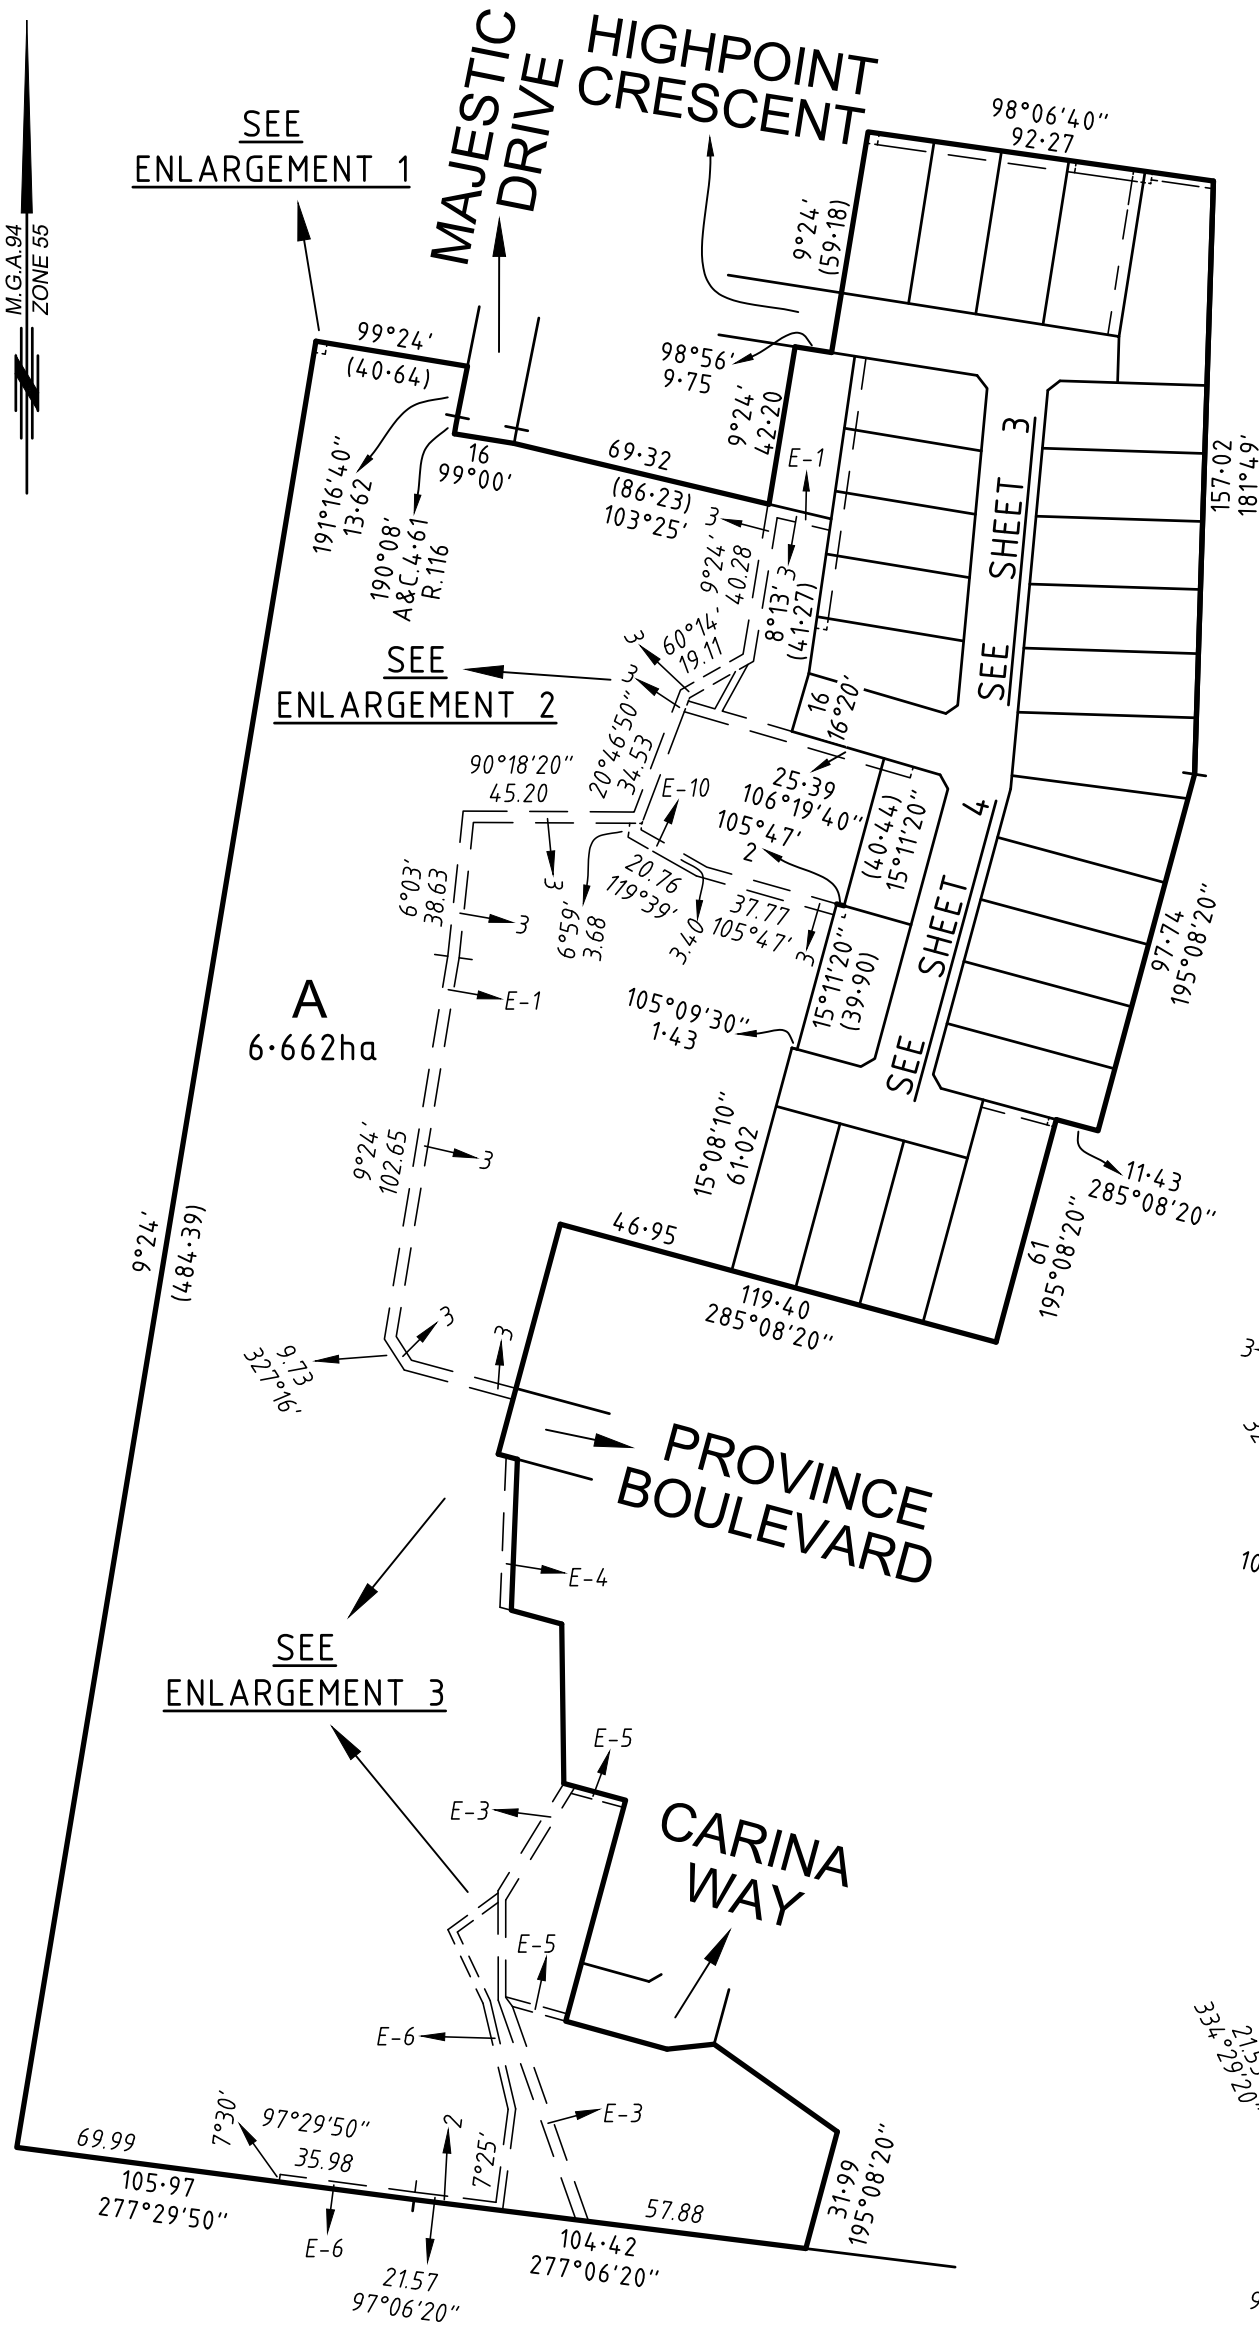 MAJESTIC
DRIVE
HIGHPOINT
CRESCENT
98°06'40"
92·27
SEE
ENLARGEMENT 1
M.G.A.94
ZONE 55
N
9°24'
(59·18)
99°24'
(40·64)
98°56'
9·75
9°24'
42·20
E-1
SEE SHEET 3
157·02
181°49'
191°16'40"
13·62
16
99°00'
69·32
(86·23)
103°25'
190°08'
A&C.4·61
R.116
3
9°24'
40.28
3
8°13'
(41·27)
3
60°14'
19.11
SEE
ENLARGEMENT 2
3
16
16°20'
90°18'20"
45.20
20°46'50"
34.53
E-10
25·39
106°19'40"
105°47'
2
(40·44)
15°11'20"
SEE SHEET 4
6°03'
38.63
3
3
6°59'
3.68
20.76
119°39'
3.40
37.77
105°47'
3
15°11'20"
(39·90)
97·74
195°08'20"
A
6·662ha
E-1
105°09'30"
1·43
9°24'
102.65
3
15°08'10"
61·02
11·43
285°08'20"
61
195°08'20"
9°24'
(484·39)
46·95
119·40
285°08'20"
3
3
9.73
327°16'
3-
32
PROVINCE
BOULEVARD
E-4
10
SEE
ENLARGEMENT 3
E-5
E-3
CARINA
WAY
E-5
E-6
E-3
334°29'20"
69.99
105·97
277°29'50"
7°30'
97°29'50"
35.98
E-6
2
7°25'
21.57
97°06'20"
57.88
104·42
277°06'20"
31·99
195°08'20"
9